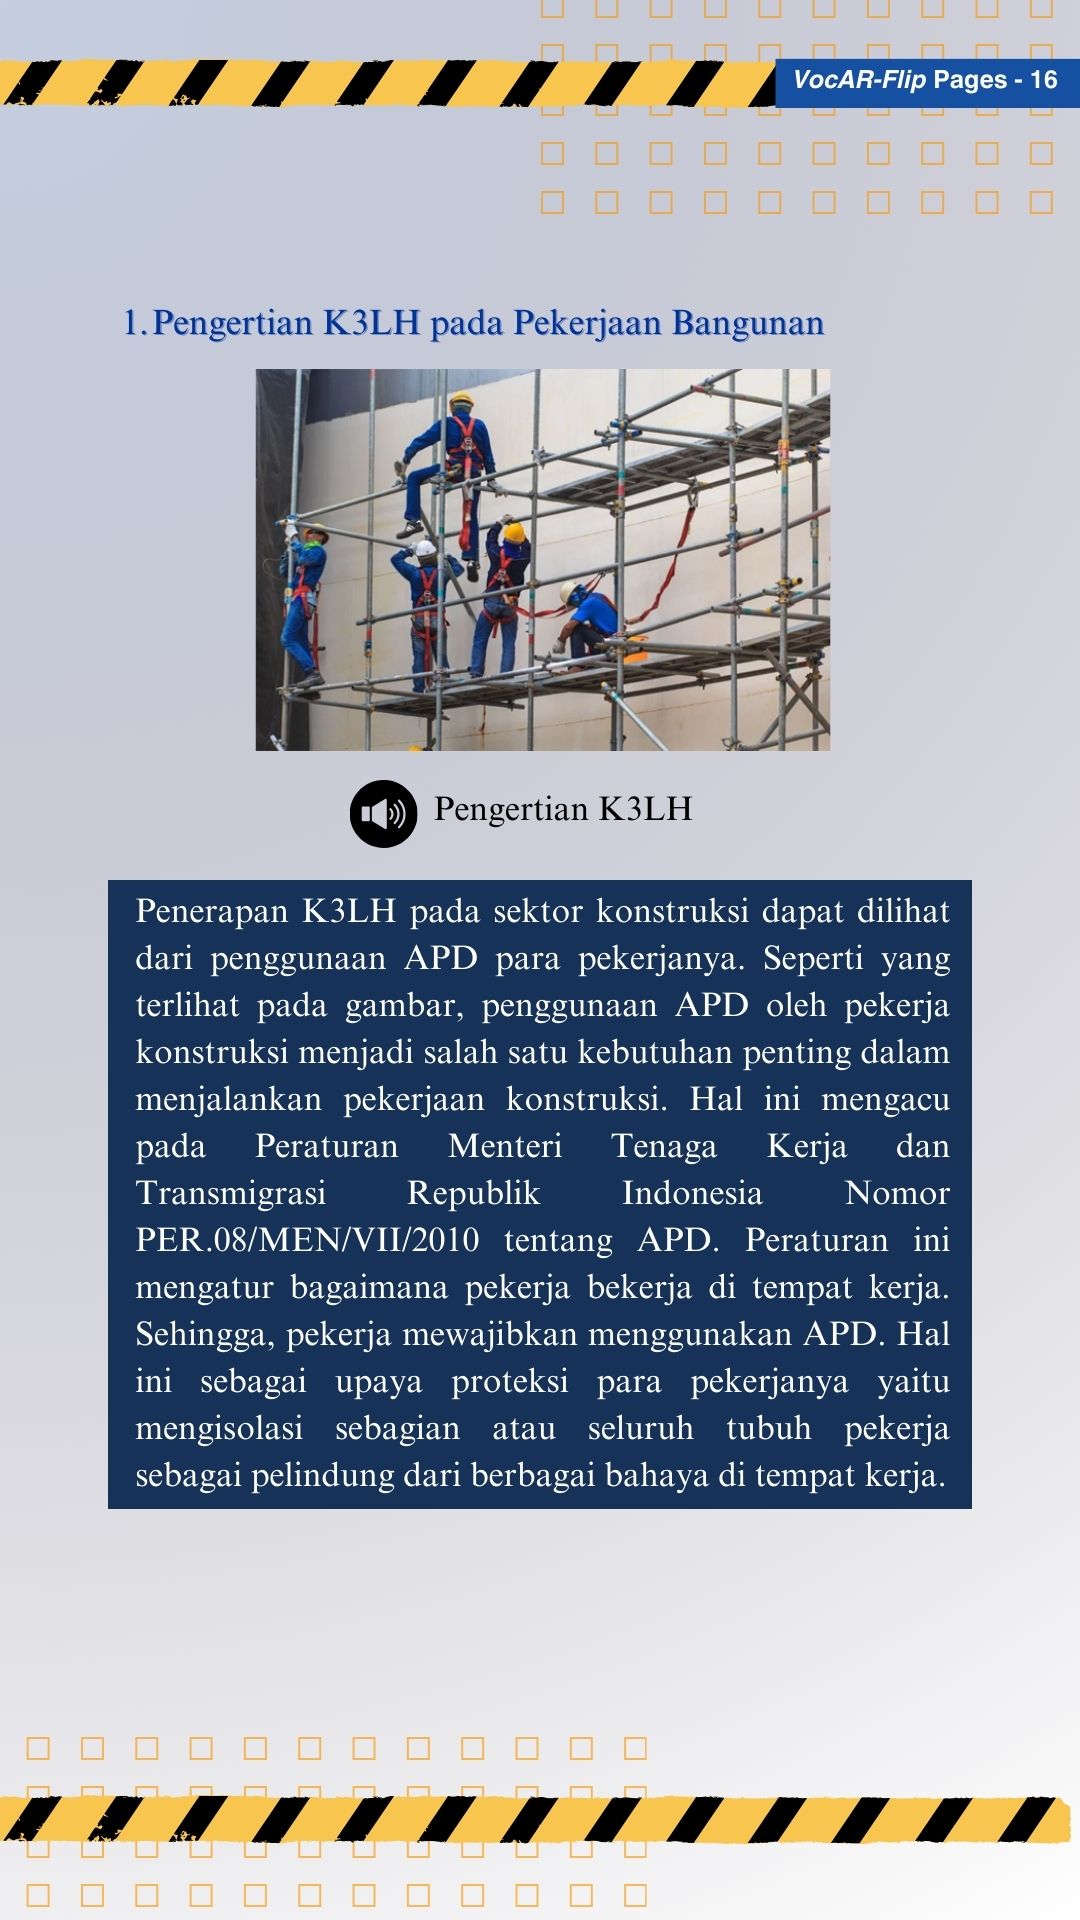 VocAR-Flip Pages - 16
1. Pengertian K3LH pada Pekerjaan Bangunan
Pengertian K3LH
Penerapan K3LH pada sektor konstruksi dapat dilihat
dari penggunaan APD para pekerjanya. Seperti yang
terlihat pada gambar, penggunaan APD oleh pekerja
konstruksi menjadi salah satu kebutuhan penting dalam
menjalankan pekerjaan konstruksi. Hal ini mengacu
pada Peraturan Menteri Tenaga Kerja dan
Transmigrasi Republik Indonesia Nomor
PER.08/MEN/VII/2010 tentang APD. Peraturan ini
mengatur bagaimana pekerja bekerja di tempat kerja.
Sehingga, pekerja mewajibkan menggunakan APD. Hal
ini sebagai upaya proteksi para pekerjanya yaitu
mengisolasi sebagian atau seluruh tubuh pekerja
sebagai pelindung dari berbagai bahaya di tempat kerja.